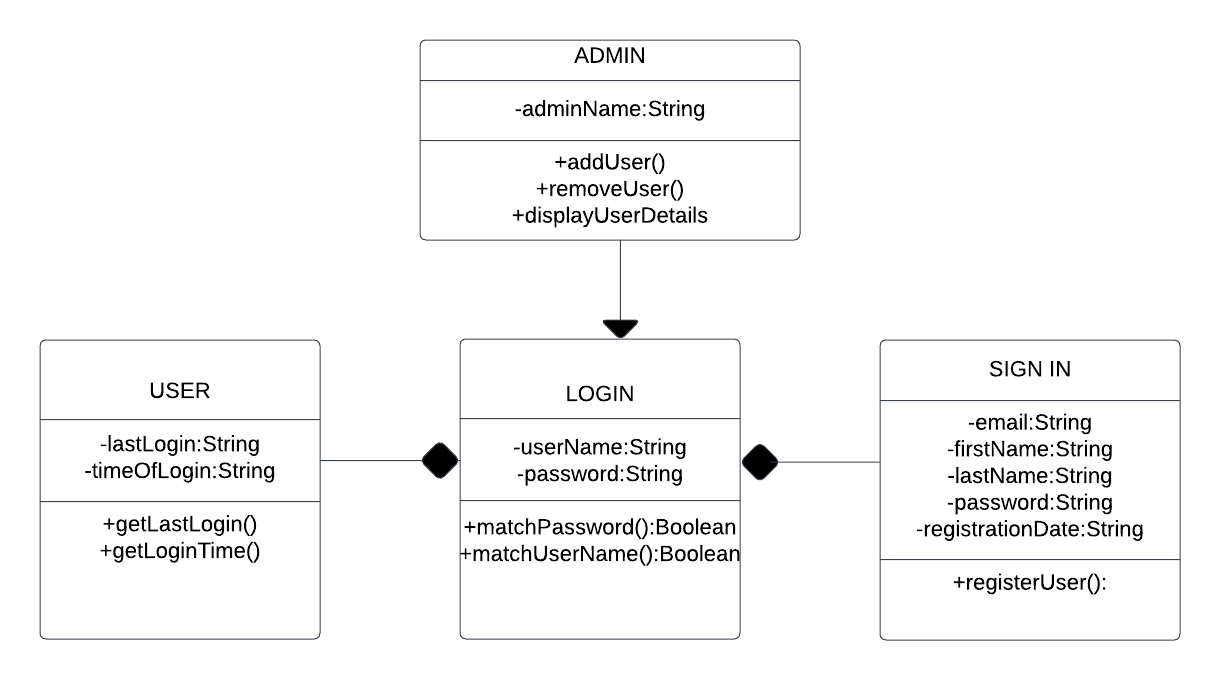 ADMIN
-adminName:String
+addUser()
+removeUser()
+displayUserDetails
USER
-lastLogin:String
-timeOfLogin:String
+getLastLogin()
+getLoginTime()
LOGIN
-userName:String
-password:String
+matchPassword():Boolean
+matchUserName():Boolean
SIGN IN
-email:String
-firstName:String
-lastName:String
-password:String
-registrationDate:String
+registerUser():